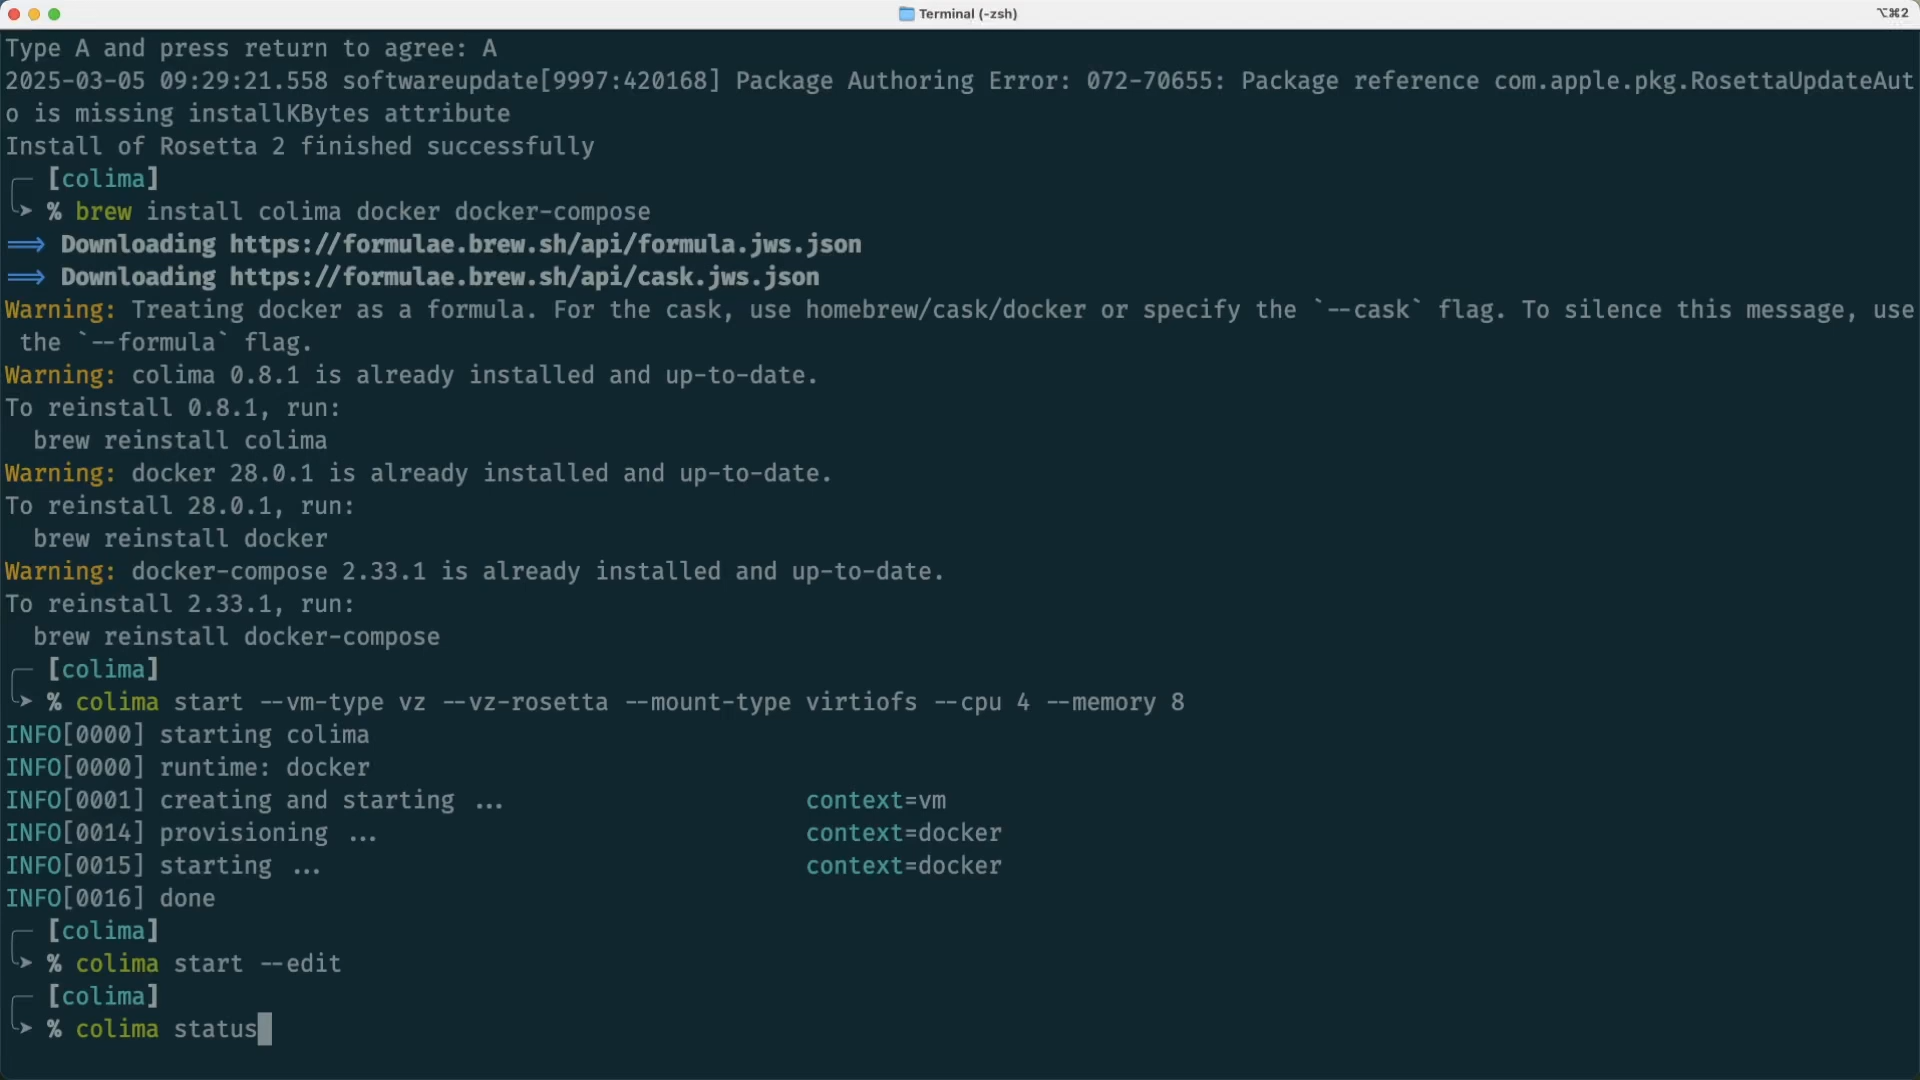 Terminal (-zsh)
⌥⌘2
Type A and press return to agree: A
2025-03-05 09:29:21.558 softwareupdate[9997:420168] Package Authoring Error: 072-70655: Package reference com.apple.pkg.RosettaUpdateAut
o is missing installKBytes attribute
Install of Rosetta 2 finished successfully
[colima]
% brew install colima docker docker-compose
==> Downloading https://formulae.brew.sh/api/formula.jws.json
==> Downloading https://formulae.brew.sh/api/cask.jws.json
Warning: Treating docker as a formula. For the cask, use homebrew/cask/docker or specify the `--cask` flag. To silence this message, use
the `--formula` flag.
Warning: colima 0.8.1 is already installed and up-to-date.
To reinstall 0.8.1, run:
brew reinstall colima
Warning: docker 28.0.1 is already installed and up-to-date.
To reinstall 28.0.1, run:
brew reinstall docker
Warning: docker-compose 2.33.1 is already installed and up-to-date.
To reinstall 2.33.1, run:
brew reinstall docker-compose
[colima]
% colima start --vm-type vz --vz-rosetta --mount-type virtiofs --cpu 4 --memory 8
INFO[0000] starting colima
INFO[0000] runtime: docker
INFO[0001] creating and starting ... context=vm
INFO[0014] provisioning ... context=docker
INFO[0015] starting ... context=docker
INFO[0016] done
[colima]
% colima start --edit
[colima]
% colima status